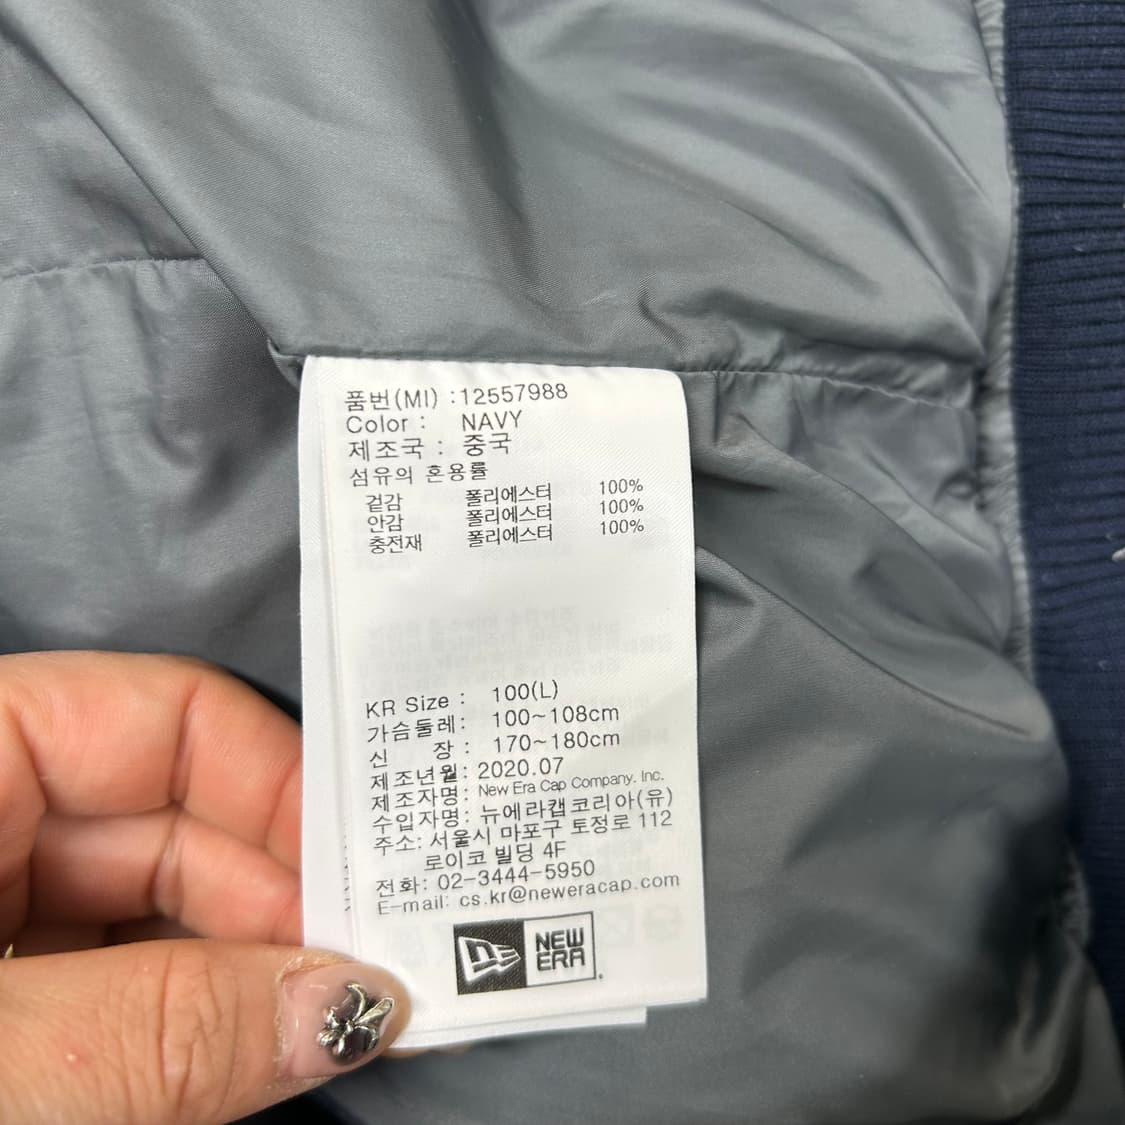 품번(MI) :12557988
Color : NAVY
제조국 : 중국
섬유의 혼용률
겉감 폴리에스터 100%
안감 폴리에스터 100%
충전재 폴리에스터 100%
KR Size : 100(L)
가슴둘레: 100~108cm
신 장 : 170~180cm
제조년월: 2020.07
제조자명: New Era Cap Company. Inc.
수입자명: 뉴에라캡코리아(유)
주소: 서울시 마포구 토정로 112
로이코 빌딩 4F
전화: 02-3444-5950
E-mail: cs.kr@neweracap.com
NEW
ERA